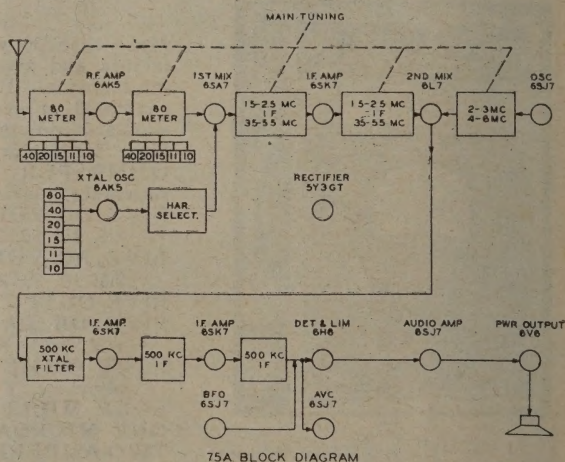 MAIN TUNING
R.F. AMP
6AK5
1ST MIX
6SA7
I.F. AMP
6SK7
2ND MIX
6L7
OSC
6SJ7
80
METER
80
METER
1.5-2.5 MC
I F
3.5-5.5 MC
1.5-2.5 MC
I F
3.5-5.5 MC
2-3MC
4-6MC
40 20 15 11 10
40 20 15 11 10
XTAL OSC
6AK5
RECTIFIER
5Y3GT
80
40
20
15
11
10
HAR.
SELECT.
I.F. AMP.
6SK7
I.F. AMP
6SK7
DET & LIM
6H6
AUDIO AMP
6SJ7
PWR OUTPUT
6V6
500 KC
XTAL
FILTER
500 KC
I F
500 KC
I F
BFO
6SJ7
AVC
6SJ7
75A BLOCK DIAGRAM